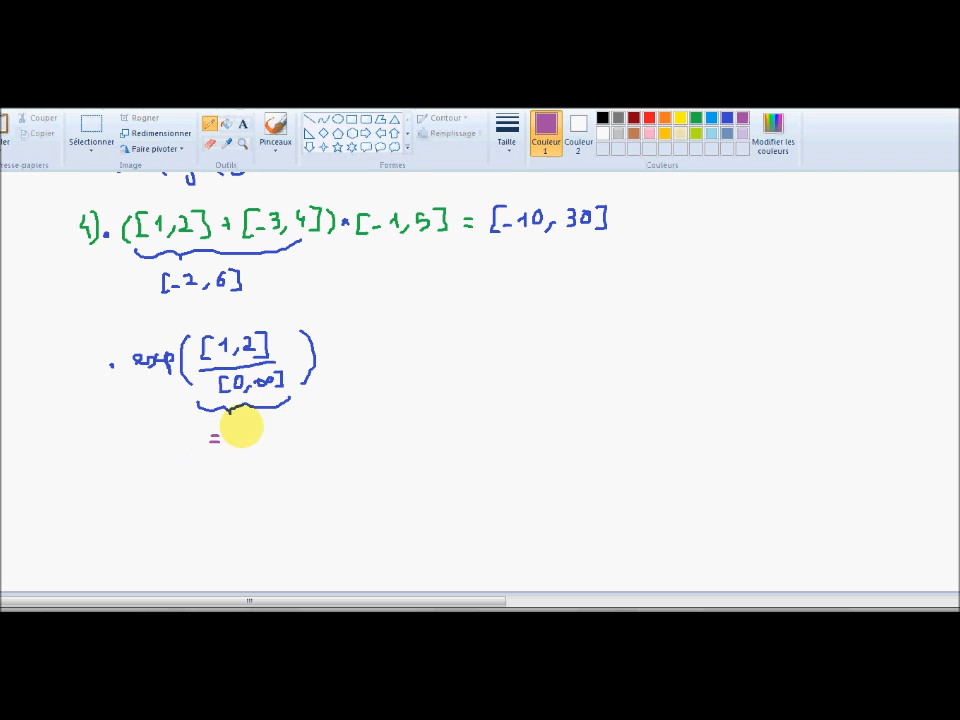 Couper
Rogner
Contour
Couleur 1
Couleur 2
Copier
Sélectionner
Redimensionner
Faire pivoter
A
Pinceaux
Remplissage
Taille
Modifier les couleurs
Image
Outils
Formes
Couleurs
4). ([1,2] + [-3,4]) * [-1,5] = [-10, 30]
[-2, 6]
. exp( [1,2]
[0,∞] )
=